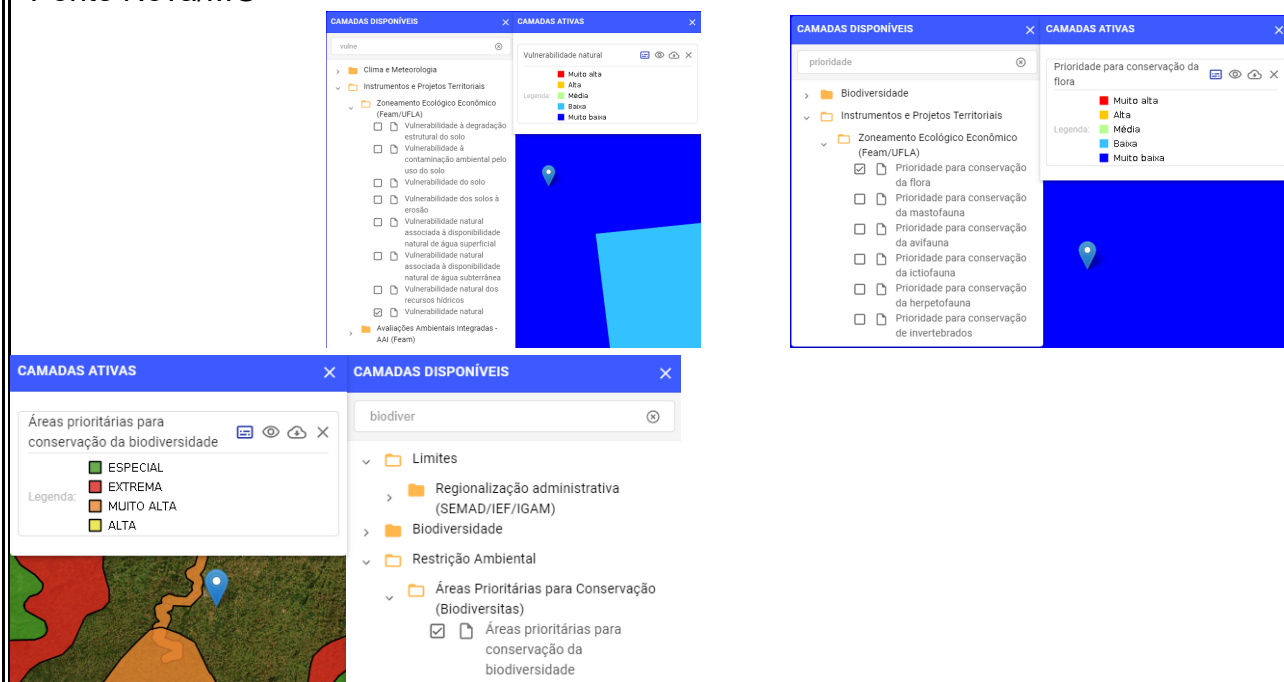 CAMADAS DISPONÍVEIS
CAMADAS ATIVAS
vulne
Clima e Meteorologia
Instrumentos e Projetos Territoriais
Zoneamento Ecológico Econômico
(Feam/UFLA)
Vulnerabilidade à degradação
estrutural do solo
Vulnerabilidade à
contaminação ambiental pelo
uso do solo
Vulnerabilidade do solo
Vulnerabilidade dos solos à
erosão
Vulnerabilidade natural
associada à disponibilidade
natural de água superficial
Vulnerabilidade natural
associada à disponibilidade
natural de água subterrânea
Vulnerabilidade natural dos
recursos hídricos
Vulnerabilidade natural
Avaliações Ambientais Integradas -
AAI (Feam)
Vulnerabilidade natural
Legenda:
Muito alta
Alta
Média
Baixa
Muito baixa
CAMADAS DISPONÍVEIS
CAMADAS ATIVAS
prioridade
Biodiversidade
Instrumentos e Projetos Territoriais
Zoneamento Ecológico Econômico
(Feam/UFLA)
Prioridade para conservação
da flora
Prioridade para conservação
da mastofauna
Prioridade para conservação
da avifauna
Prioridade para conservação
da ictiofauna
Prioridade para conservação
da herpetofauna
Prioridade para conservação
de invertebrados
Prioridade para conservação da
flora
Legenda:
Muito alta
Alta
Média
Baixa
Muito baixa
CAMADAS ATIVAS
Áreas prioritárias para
conservação da biodiversidade
Legenda:
ESPECIAL
EXTREMA
MUITO ALTA
ALTA
CAMADAS DISPONÍVEIS
biodiver
Limites
Regionalização administrativa
(SEMAD/IEF/IGAM)
Biodiversidade
Restrição Ambiental
Áreas Prioritárias para Conservação
(Biodiversitas)
Áreas prioritárias para
conservação da
biodiversidade